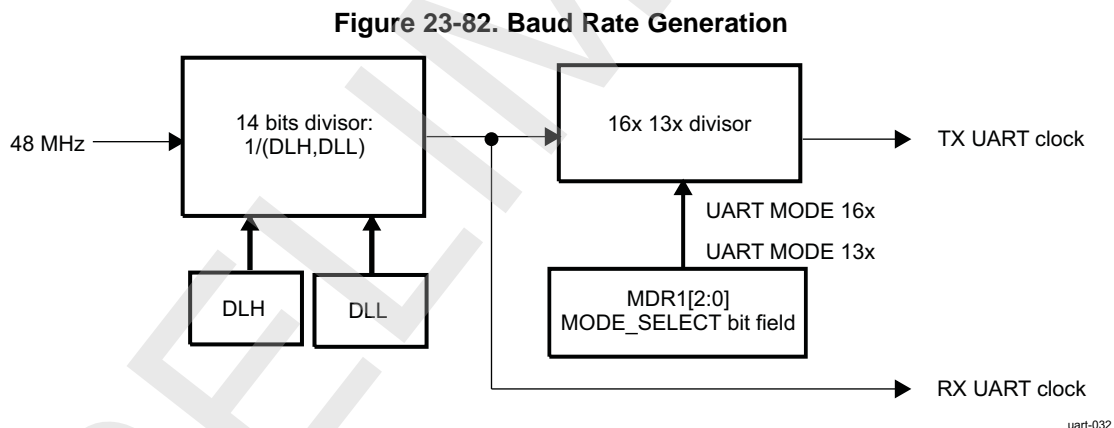 Figure 23-82. Baud Rate Generation
48 MHz
14 bits divisor:
1/(DLH,DLL)
16x 13x divisor
TX UART clock
UART MODE 16x
UART MODE 13x
DLH
DLL
MDR1[2:0]
MODE_SELECT bit field
RX UART clock
uart-032